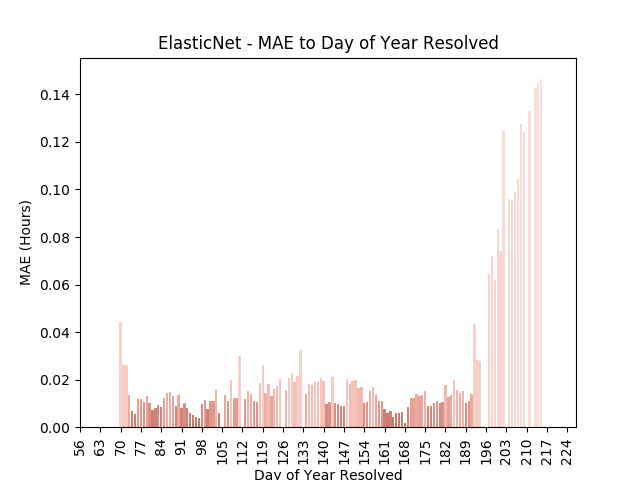 ElasticNet - MAE to Day of Year Resolved
MAE (Hours)
0.14
0.12
0.10
0.08
0.06
0.04
0.02
0.00
56 63 70 77 84 91 98 105 112 119 126 133 140 147 154 161 168 175 182 189 196 203 210 217 224
Day of Year Resolved